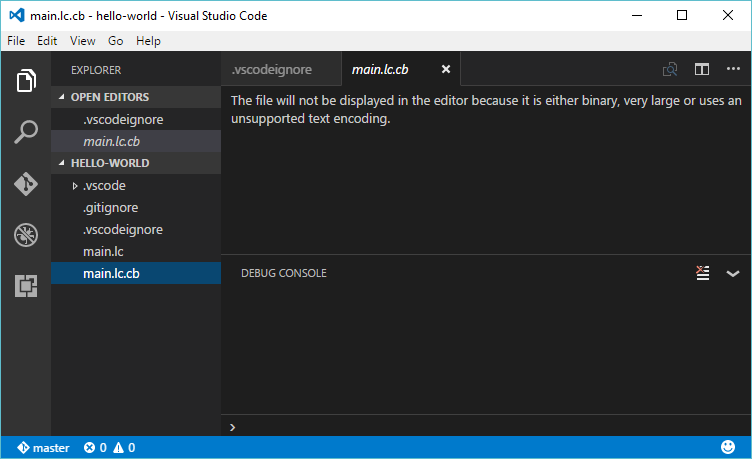 main.lc.cb - hello-world - Visual Studio Code
File Edit View Go Help
EXPLORER
OPEN EDITORS
.vscodeignore
main.lc.cb
HELLO-WORLD
.vscode
.gitignore
.vscodeignore
main.lc
main.lc.cb
.vscodeignore main.lc.cb
The file will not be displayed in the editor because it is either binary, very large or uses an
unsupported text encoding.
DEBUG CONSOLE
master 0 0